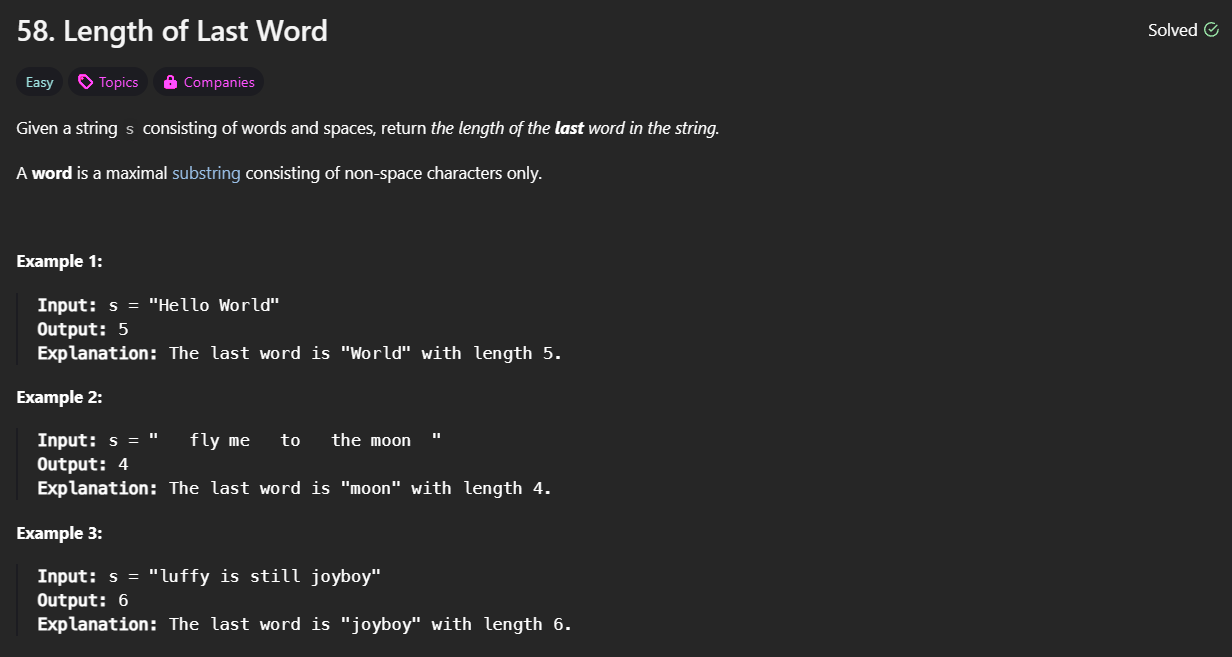 58. Length of Last Word
Solved
Easy Topics Companies
Given a string s consisting of words and spaces, return the length of the last word in the string.
A word is a maximal substring consisting of non-space characters only.
Example 1:
Input: s = "Hello World"
Output: 5
Explanation: The last word is "World" with length 5.
Example 2:
Input: s = "   fly me   to   the moon  "
Output: 4
Explanation: The last word is "moon" with length 4.
Example 3:
Input: s = "luffy is still joyboy"
Output: 6
Explanation: The last word is "joyboy" with length 6.